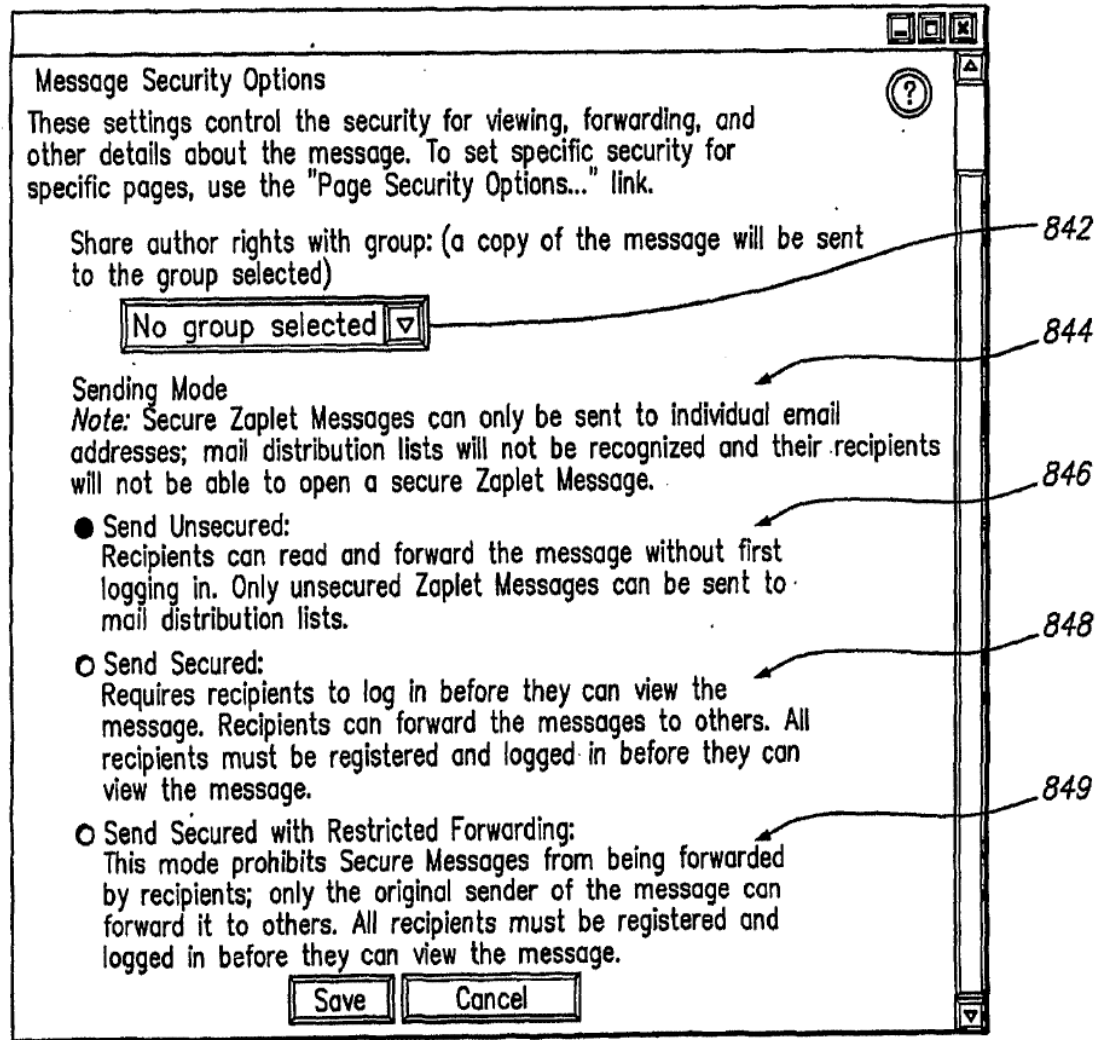 Message Security Options
?
These settings control the security for viewing, forwarding, and
other details about the message. To set specific security for
specific pages, use the "Page Security Options..." link.
Share author rights with group: (a copy of the message will be sent
to the group selected)
842
No group selected
844
Sending Mode
Note: Secure Zaplet Messages can only be sent to individual email
addresses; mail distribution lists will not be recognized and their recipients
will not be able to open a secure Zaplet Message.
846
Send Unsecured:
Recipients can read and forward the message without first
logging in. Only unsecured Zaplet Messages can be sent to
mail distribution lists.
848
Send Secured:
Requires recipients to log in before they can view the
message. Recipients can forward the messages to others. All
recipients must be registered and logged in before they can
view the message.
849
Send Secured with Restricted Forwarding:
This mode prohibits Secure Messages from being forwarded
by recipients; only the original sender of the message can
forward it to others. All recipients must be registered and
logged in before they can view the message.
Save Cancel